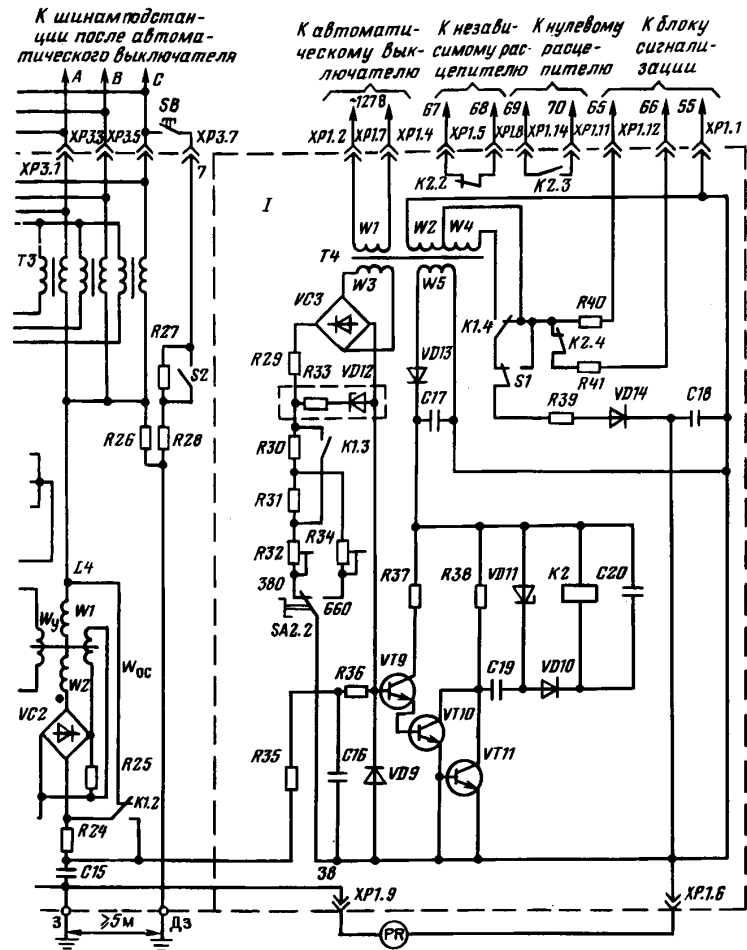 К шинам подстан-
ции после автома-
тического выключателя
К автомати-
ческому вык-
лючателю
К незави-
симому рас-
цепителю
К нулевому
расце-
пителю
К блоку
сигнали-
зации
A B C
SB
~127В 67 68 69 70 65 66 55
XP3.3 XP3.5 XP3.7
XP1.2 XP1.7 XP1.4 XP1.5 XP1.8 XP1.14 XP1.11 XP1.12 XP1.1
7
XP3.1
K2.2 K2.3
I
W1 W2 W4
T3 T4
W3 W5
VC3
R27
S2
R29
R33 VD12
VD13
K1.4
R40
K2.4
S1
R41
C17
R39 VD14 C18
R26 R28
R30 K1.3
R31
R32 R34
380
660
SA2.2
R37 R38 VD11 K2 C20
L4
Wу W1
Wос
W2
VC2
R36 VT9
C19 VD10
VT10
R25
R35 C16 VD9
VT11
K1.2
R24
C15
38
XP1.9 XP1.6
З ≥5м Дз
PR